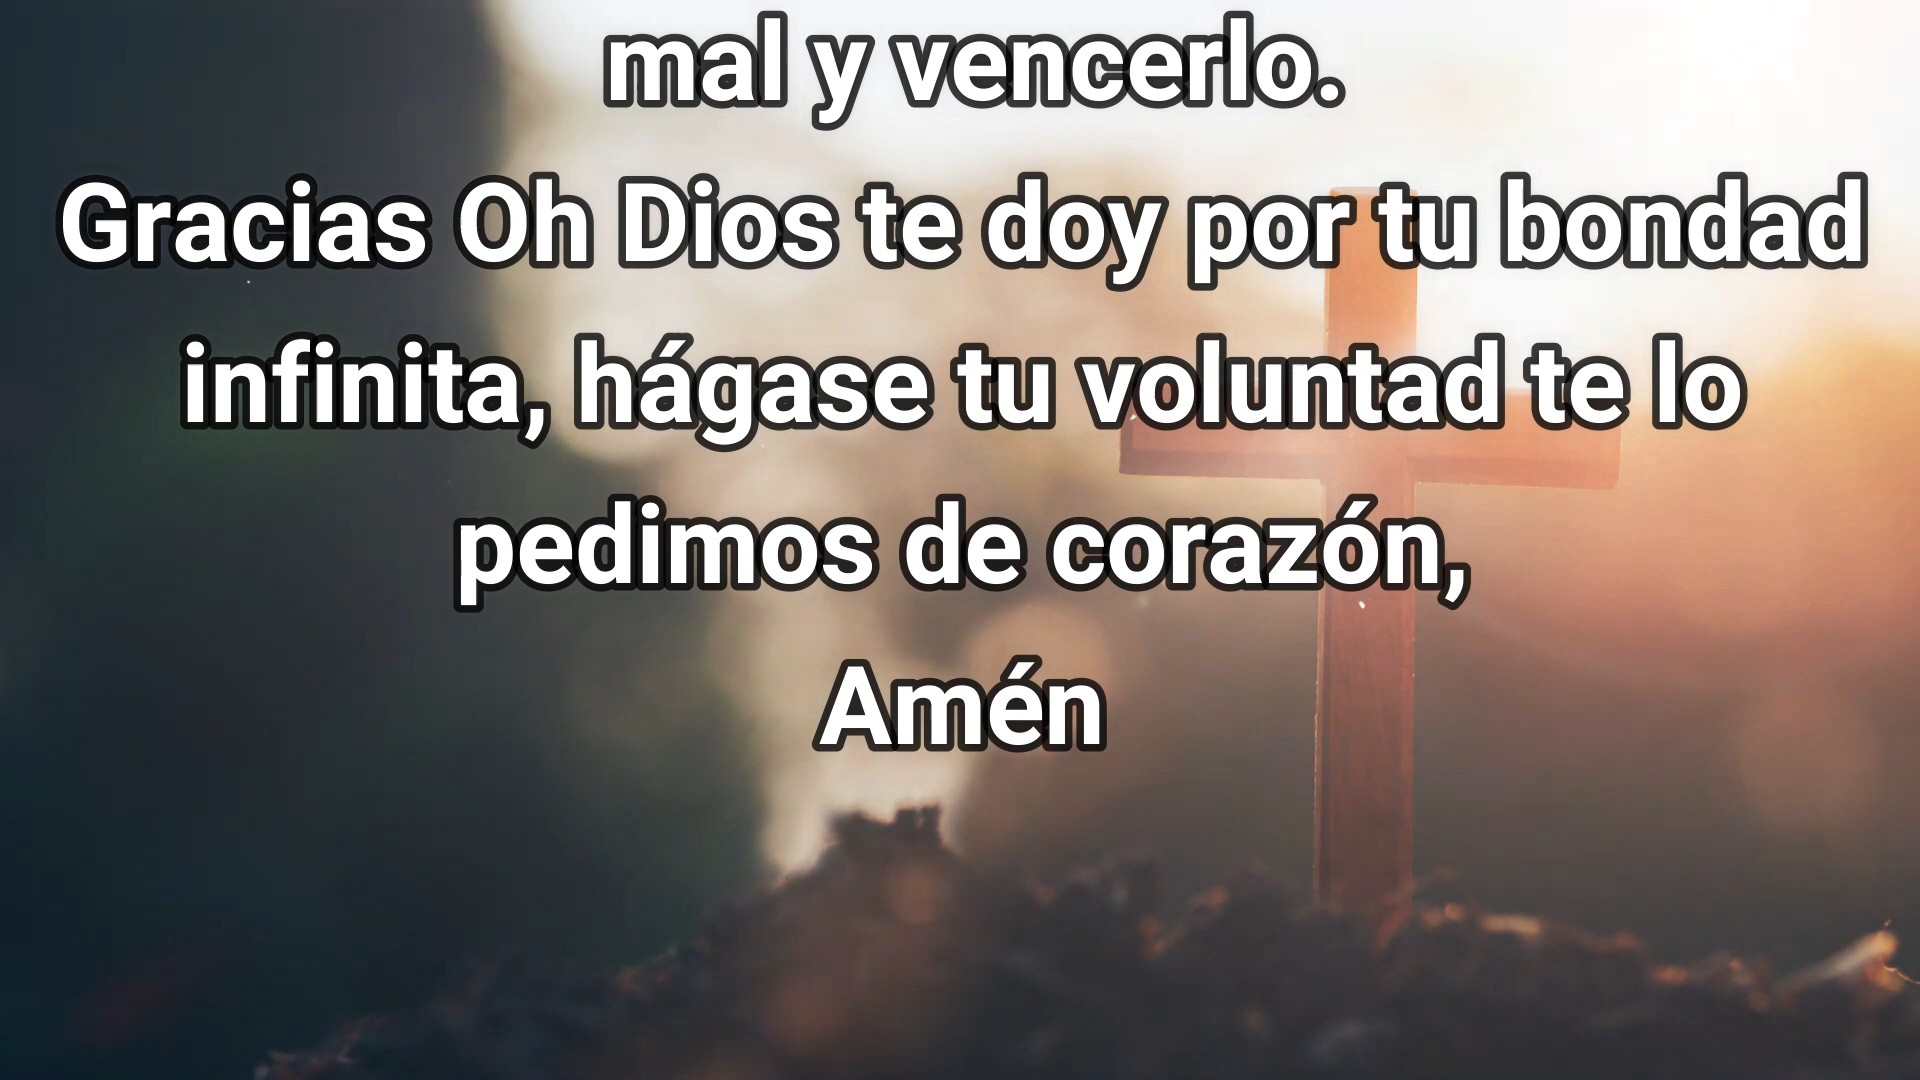 mal y vencerlo.
Gracias Oh Dios te doy por tu bondad
infinita, hágase tu voluntad te lo
pedimos de corazón,
Amén